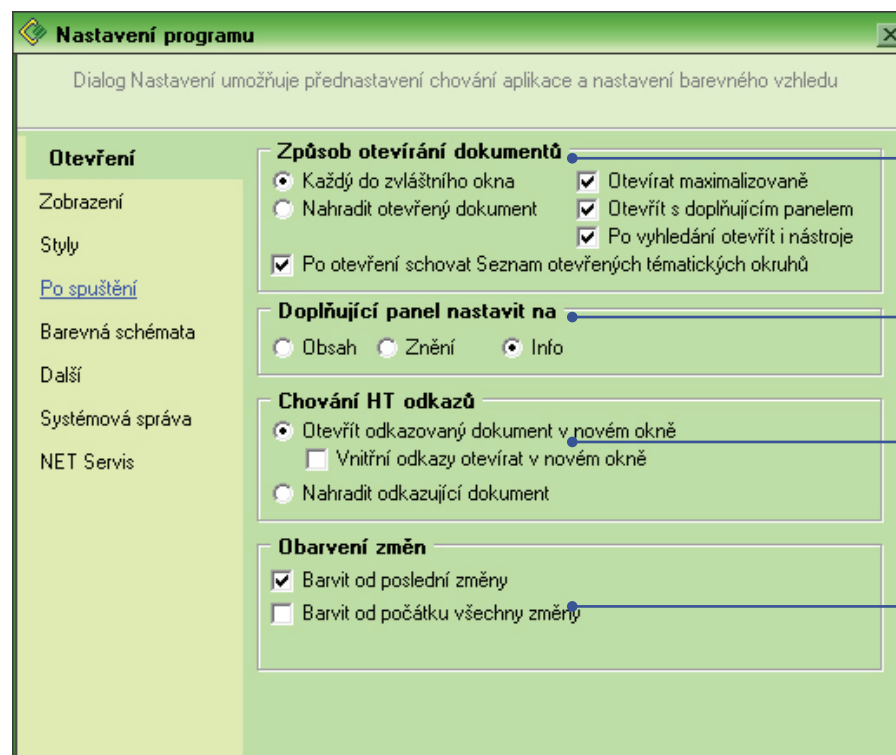 Nastavení programu
Dialog Nastavení umožňuje přednastavení chování aplikace a nastavení barevného vzhledu
Otevření
Zobrazení
Styly
Po spuštění
Barevná schémata
Další
Systémová správa
NET Servis
Způsob otevírání dokumentů
Každý do zvláštního okna
Otevírat maximalizovaně
Nahradit otevřený dokument
Otevřít s doplňujícím panelem
Po vyhledání otevřít i nástroje
Po otevření schovat Seznam otevřených tématických okruhů
Doplňující panel nastavit na
Obsah Znění Info
Chování HT odkazů
Otevřít odkazovaný dokument v novém okně
Vnitřní odkazy otevírat v novém okně
Nahradit odkazující dokument
Obarvení změn
Barvit od poslední změny
Barvit od počátku všechny změny